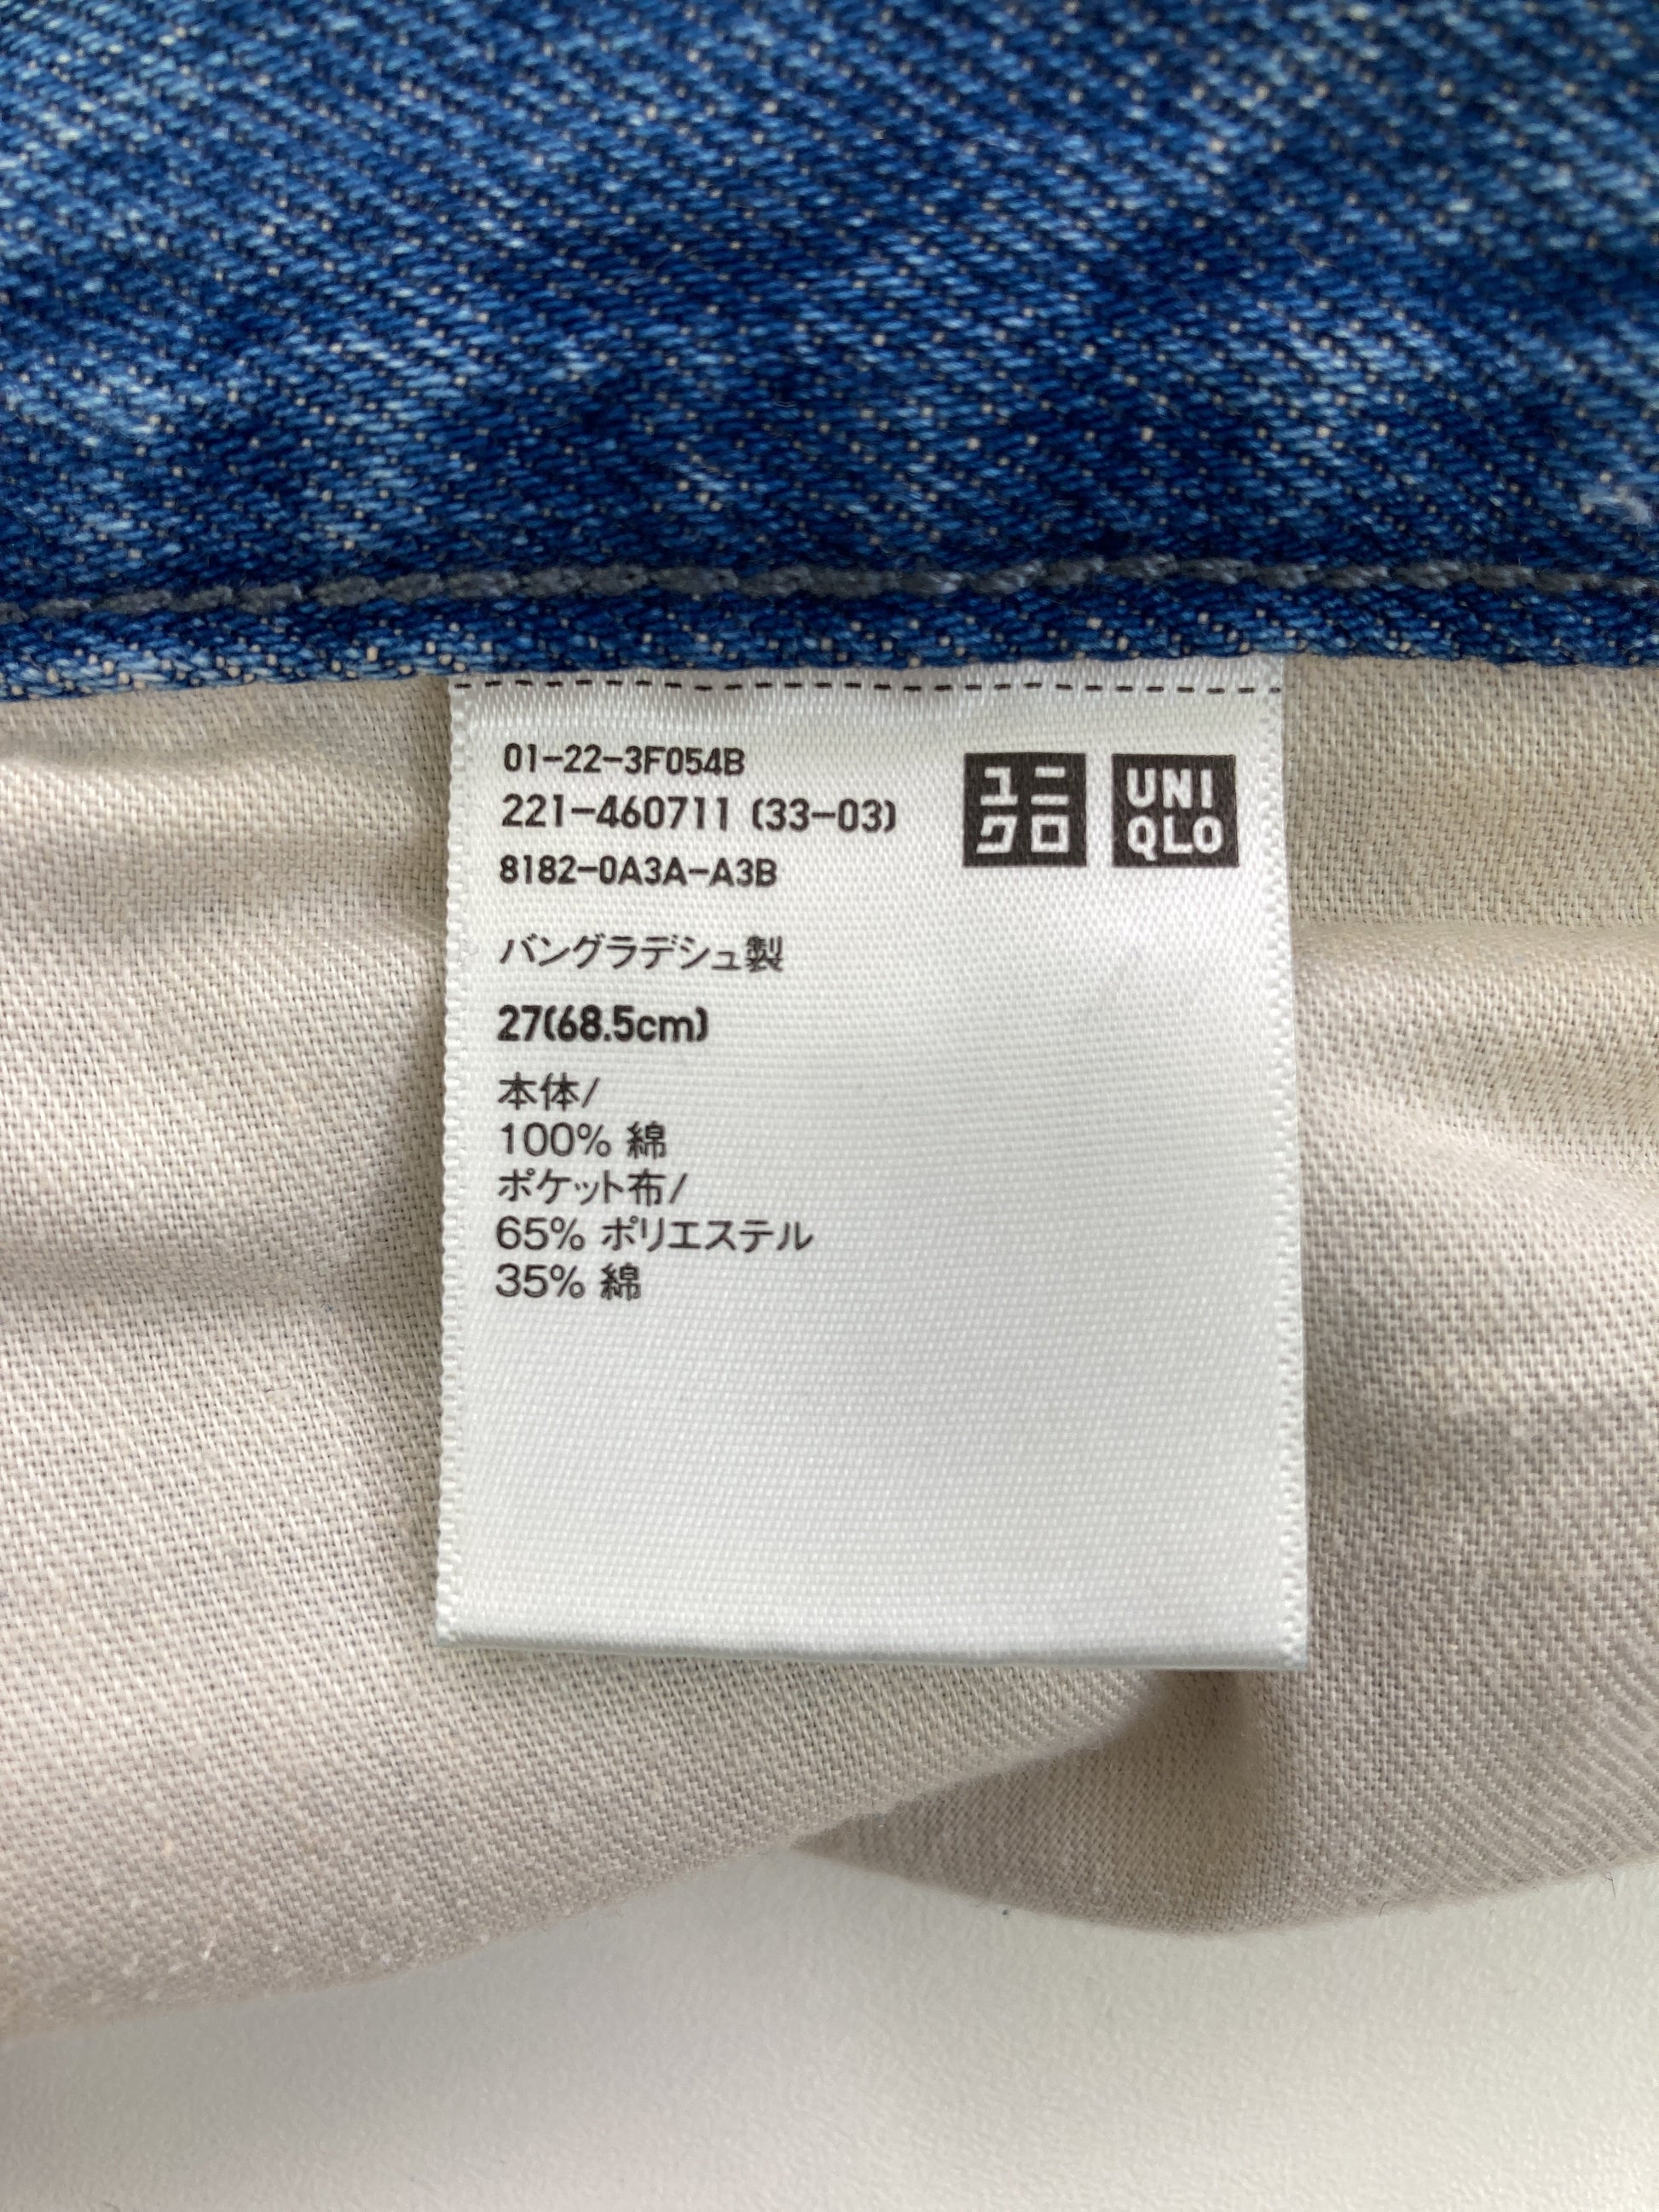 01-22-3F054B
221-460711 (33-03)
8182-0A3A-A3B
ユニ
クロ
UNI
QLO
バングラデシュ製
27(68.5cm)
本体/
100% 綿
ポケット布/
65% ポリエステル
35% 綿